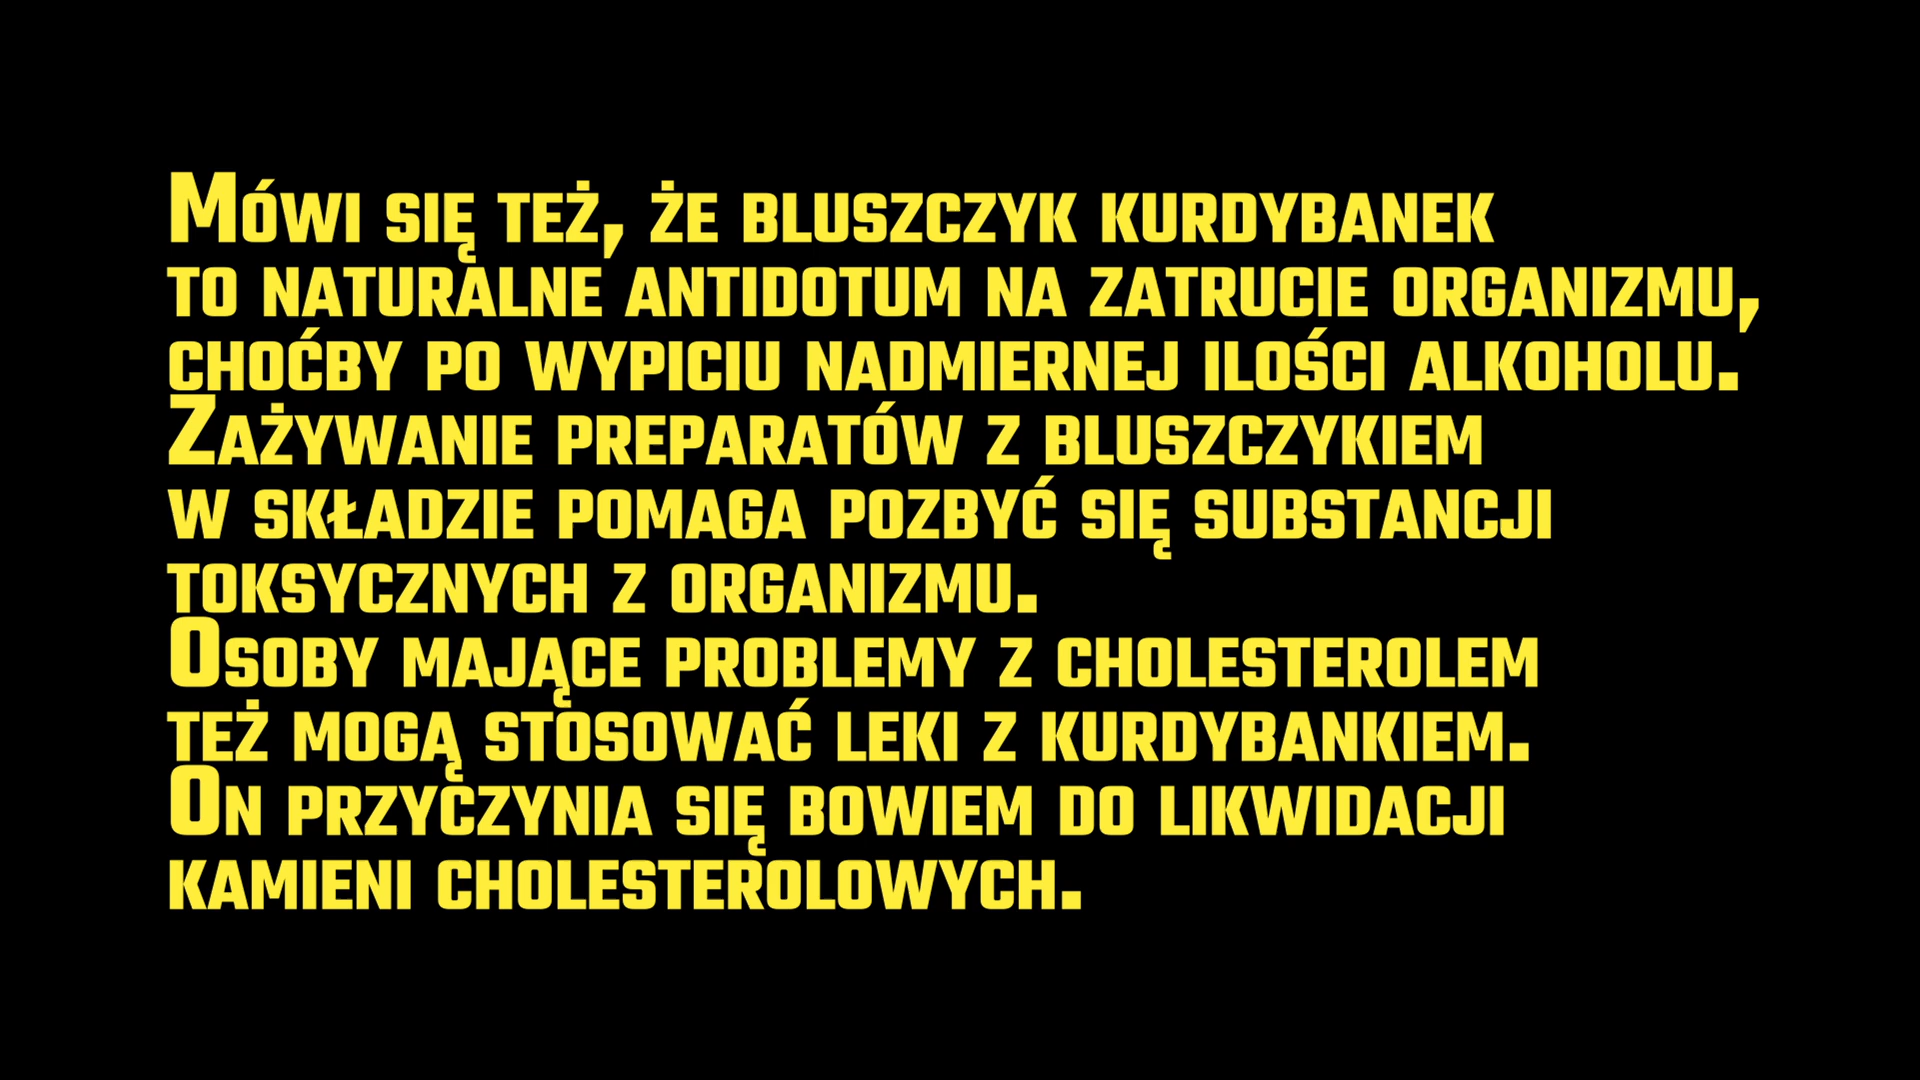 Mówi się też, że bluszczyk kurdybanek
to naturalne antidotum na zatrucie organizmu,
choćby po wypiciu nadmiernej ilości alkoholu.
Zażywanie preparatów z bluszczykiem
w składzie pomaga pozbyć się substancji
toksycznych z organizmu.
Osoby mające problemy z cholesterolem
też mogą stosować leki z kurdybankiem.
On przyczynia się bowiem do likwidacji
kamieni cholesterolowych.